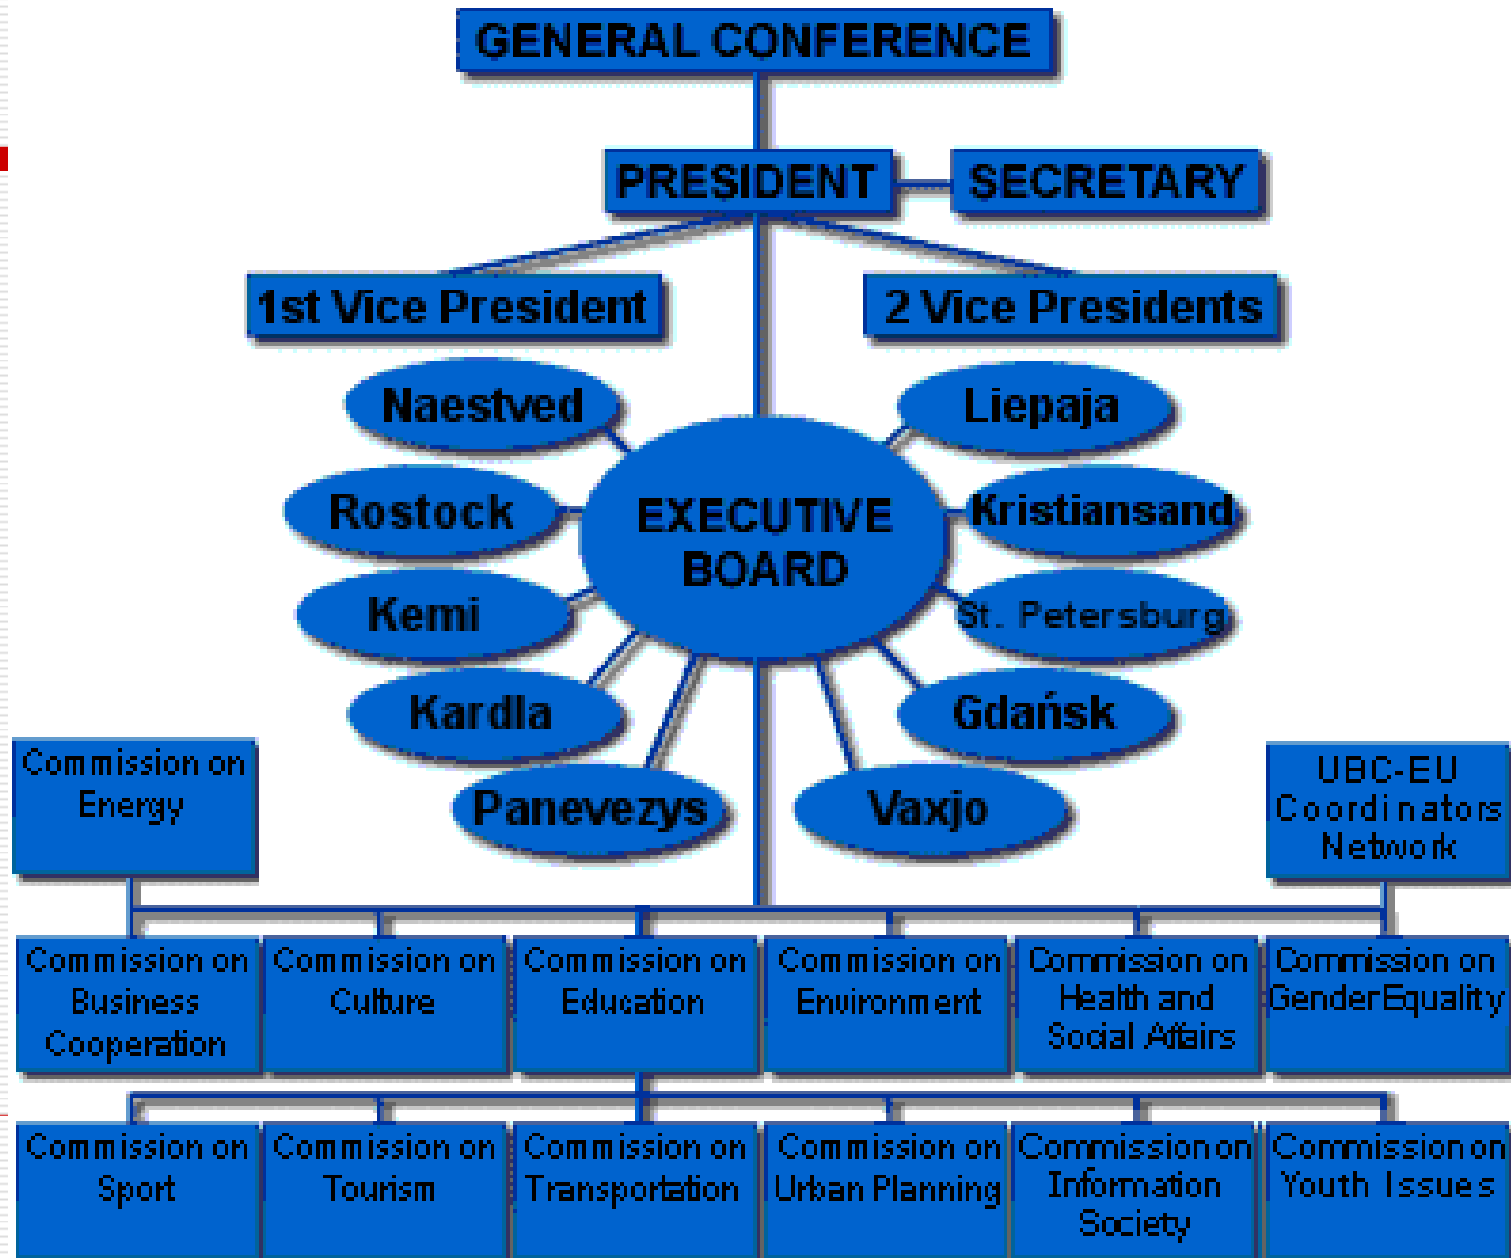 GENERAL CONFERENCE
PRESIDENT
SECRETARY
1st Vice President
2 Vice Presidents
Naestved
Liepaja
Rostock
EXECUTIVE
BOARD
Kristiansand
Kemi
St. Petersburg
Kardla
Gdańsk
Panevezys
Vaxjo
Commission on
Energy
UBC-EU
Coordinators
Network
Commission on
Business
Cooperation
Commission on
Culture
Commission on
Education
Commission on
Environment
Commission on
Health and
Social Affairs
Commission on
Gender Equality
Commission on
Sport
Commission on
Tourism
Commission on
Transportation
Commission on
Urban Planning
Commission on
Information
Society
Commission on
Youth Issues